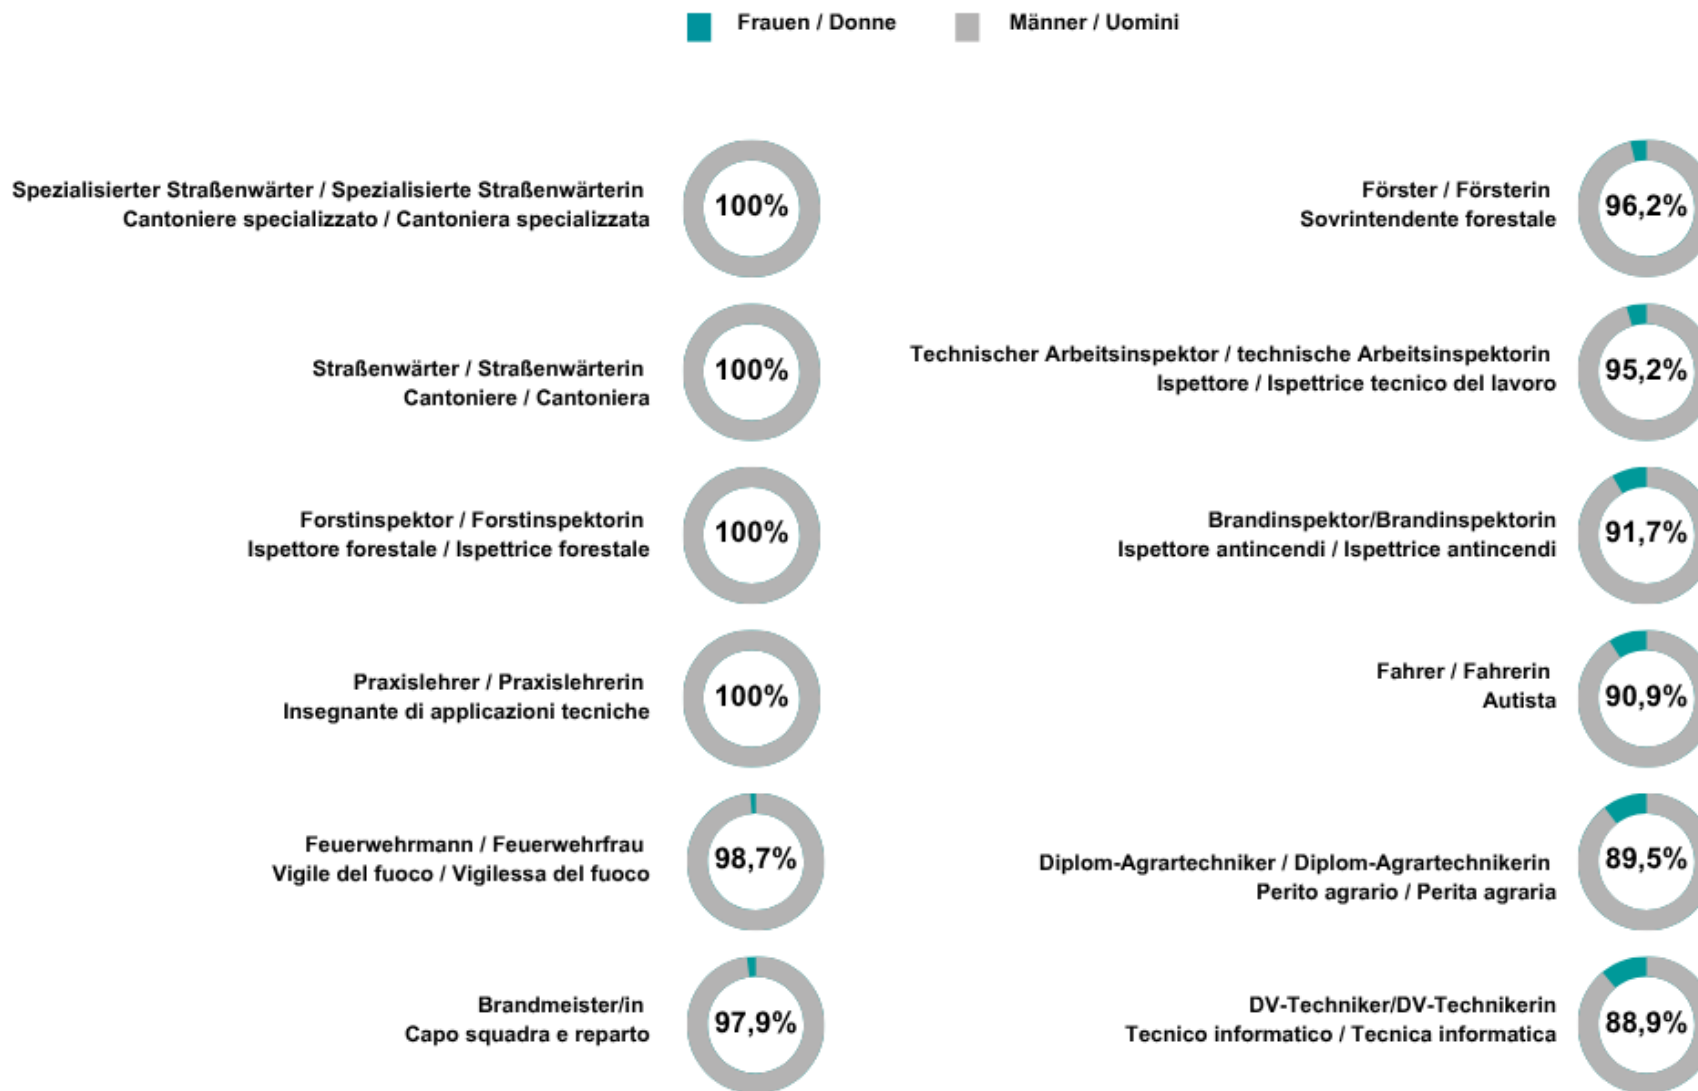 Frauen / Donne
Männer / Uomini
Spezialisierter Straßenwärter / Spezialisierte Straßenwärterin
Cantoniere specializzato / Cantoniera specializzata
100%
Straßenwärter / Straßenwärterin
Cantoniere / Cantoniera
100%
Forstinspektor / Forstinspektorin
Ispettore forestale / Ispettrice forestale
100%
Praxislehrer / Praxislehrerin
Insegnante di applicazioni tecniche
100%
Feuerwehrmann / Feuerwehrfrau
Vigile del fuoco / Vigilessa del fuoco
98,7%
Brandmeister/in
Capo squadra e reparto
97,9%
Förster / Försterin
Sovrintendente forestale
96,2%
Technischer Arbeitsinspektor / technische Arbeitsinspektorin
Ispettore / Ispettrice tecnico del lavoro
95,2%
Brandinspektor/Brandinspektorin
Ispettore antincendi / Ispettrice antincendi
91,7%
Fahrer / Fahrerin
Autista
90,9%
Diplom-Agrartechniker / Diplom-Agrartechnikerin
Perito agrario / Perita agraria
89,5%
DV-Techniker/DV-Technikerin
Tecnico informatico / Tecnica informatica
88,9%